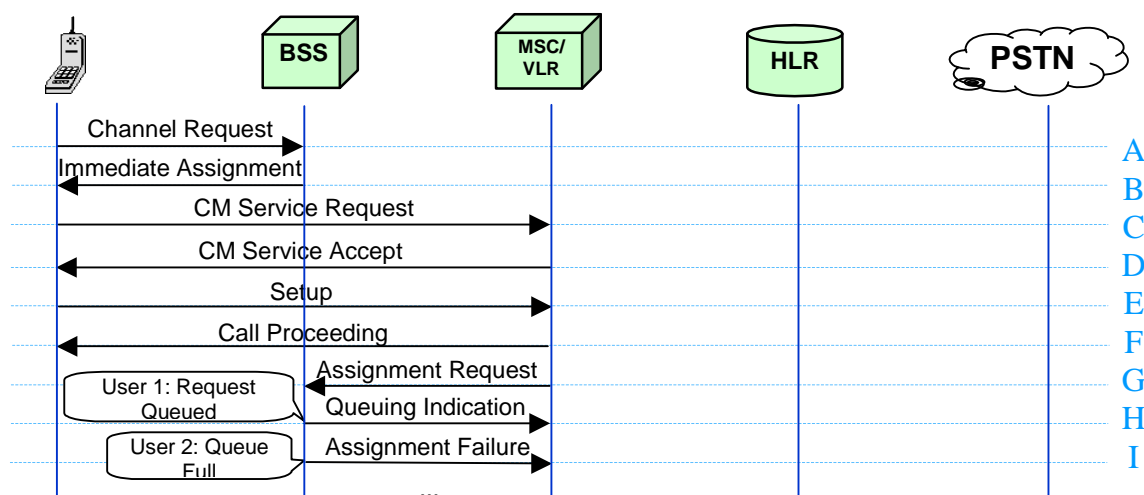 BSS
MSC/
VLR
HLR
PSTN
Channel Request
A
Immediate Assignment
B
CM Service Request
C
CM Service Accept
D
Setup
E
Call Proceeding
F
Assignment Request
G
User 1: Request
Queued
Queuing Indication
H
User 2: Queue
Full
Assignment Failure
I
...